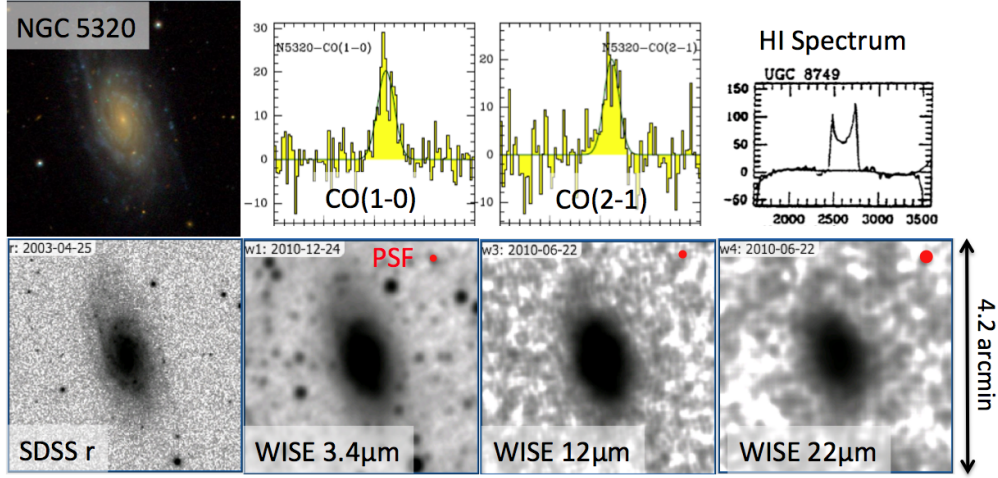 NGC 5320
30
N5320-CO(1-0)
20
10
0
-10
CO(1-0)
N5320-CO(2-1)
20
10
0
-10
CO(2-1)
HI Spectrum
UGC 8749
150
100
50
0
-50
2000 2500 3000 3500
r: 2003-04-25
SDSS r
w1: 2010-12-24
PSF
WISE 3.4μm
w3: 2010-06-22
WISE 12μm
w4: 2010-06-22
WISE 22μm
4.2 arcmin